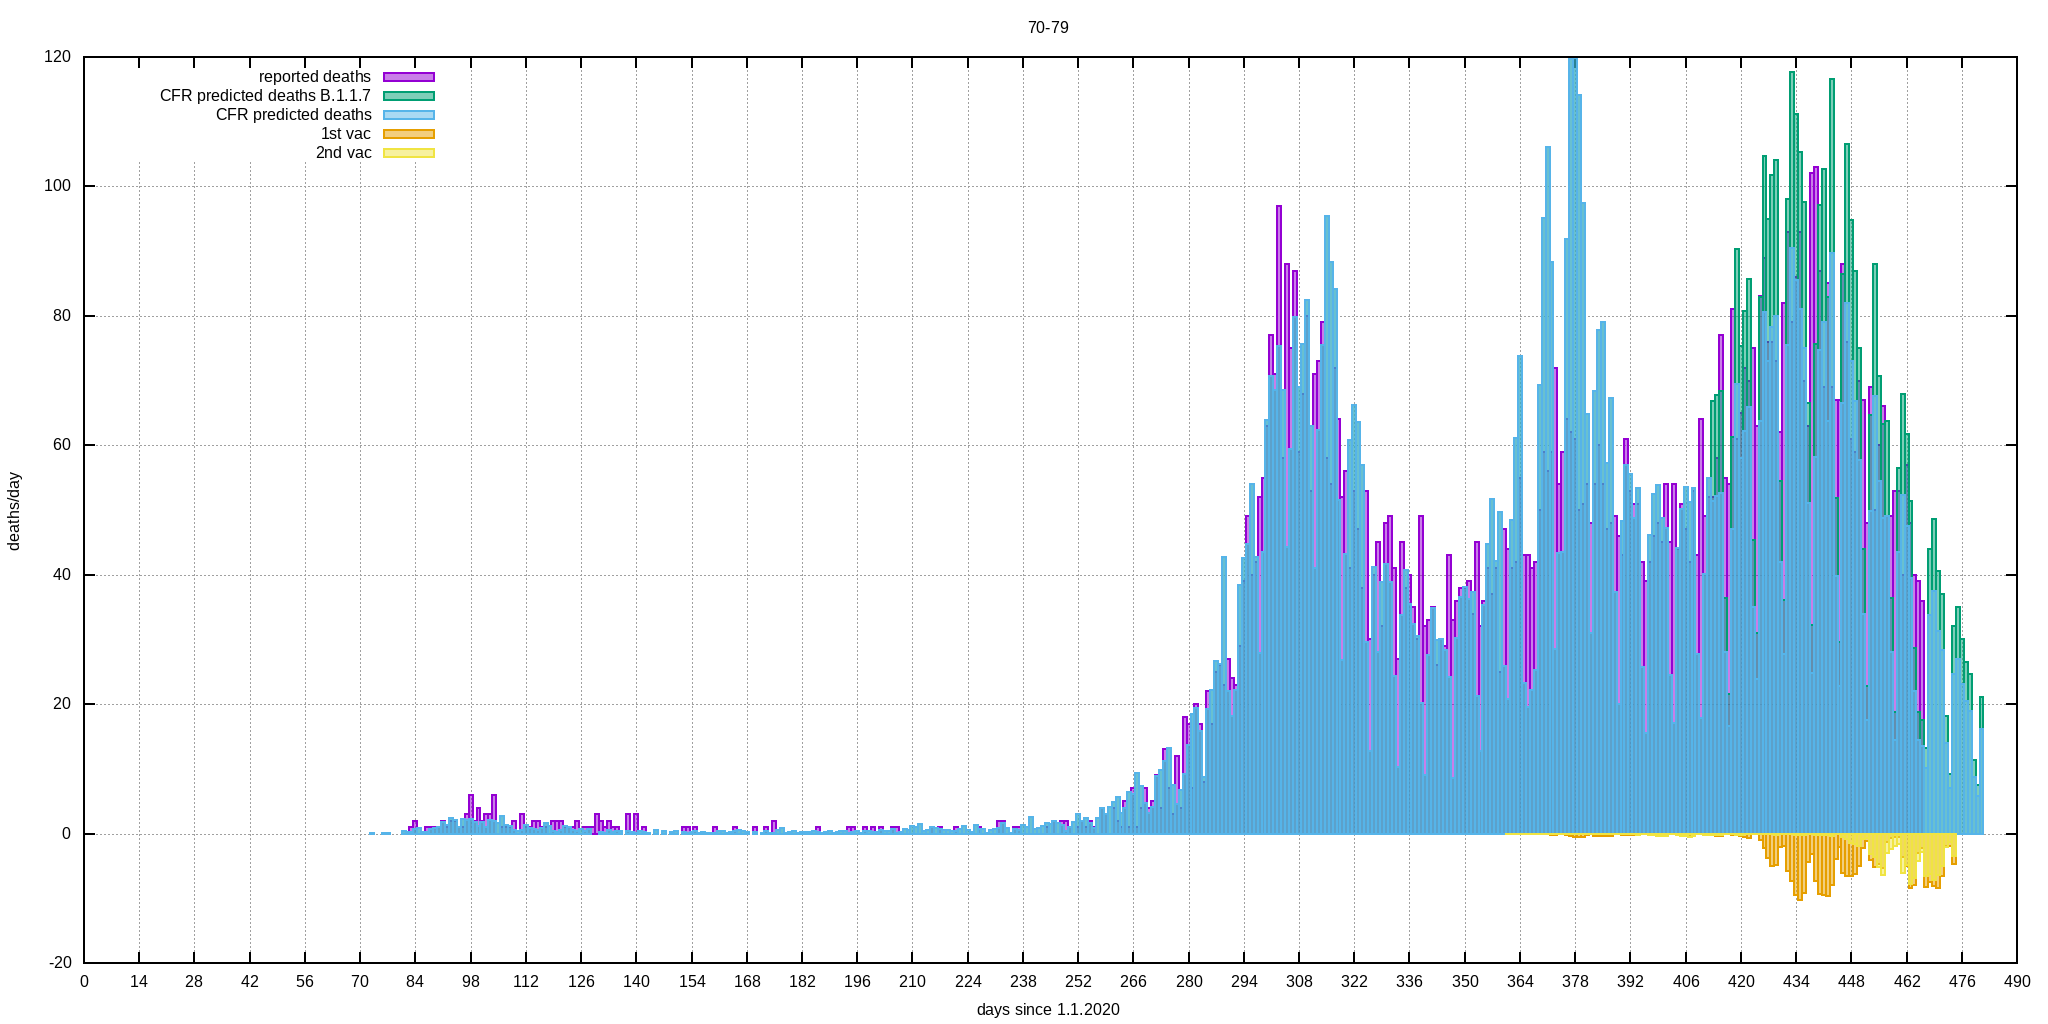 70-79
120
100
80
60
40
20
0
-20
reported deaths
CFR predicted deaths B.1.1.7
CFR predicted deaths
1st vac
2nd vac
deaths/day
0 14 28 42 56 70 84 98 112 126 140 154 168 182 196 210 224 238 252 266 280 294 308 322 336 350 364 378 392 406 420 434 448 462 476 490
days since 1.1.2020